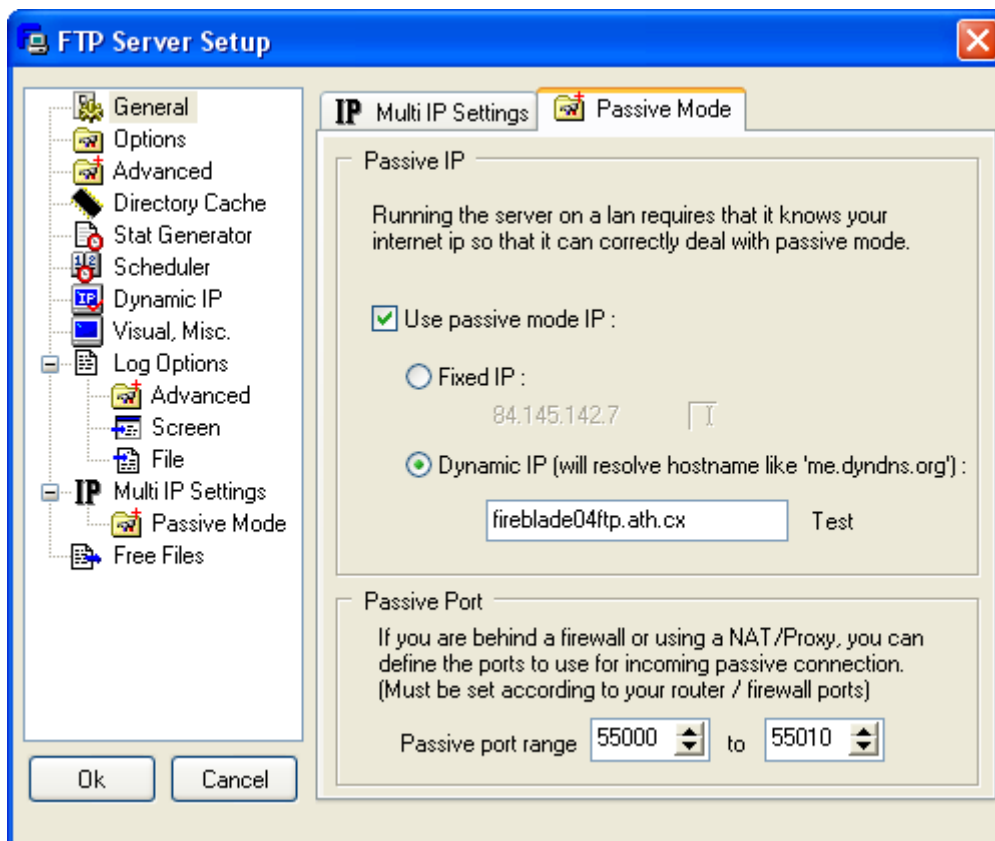 FTP Server Setup
General
Options
Advanced
Directory Cache
Stat Generator
Scheduler
Dynamic IP
Visual, Misc.
Log Options
Advanced
Screen
File
IP Multi IP Settings
Passive Mode
Free Files
Ok Cancel
IP Multi IP Settings Passive Mode
Passive IP
Running the server on a lan requires that it knows your
internet ip so that it can correctly deal with passive mode.
Use passive mode IP :
Fixed IP :
84.145.142.7
Dynamic IP (will resolve hostname like 'me.dyndns.org') :
fireblade04ftp.ath.cx Test
Passive Port
If you are behind a firewall or using a NAT/Proxy, you can
define the ports to use for incoming passive connection.
(Must be set according to your router / firewall ports)
Passive port range 55000 to 55010